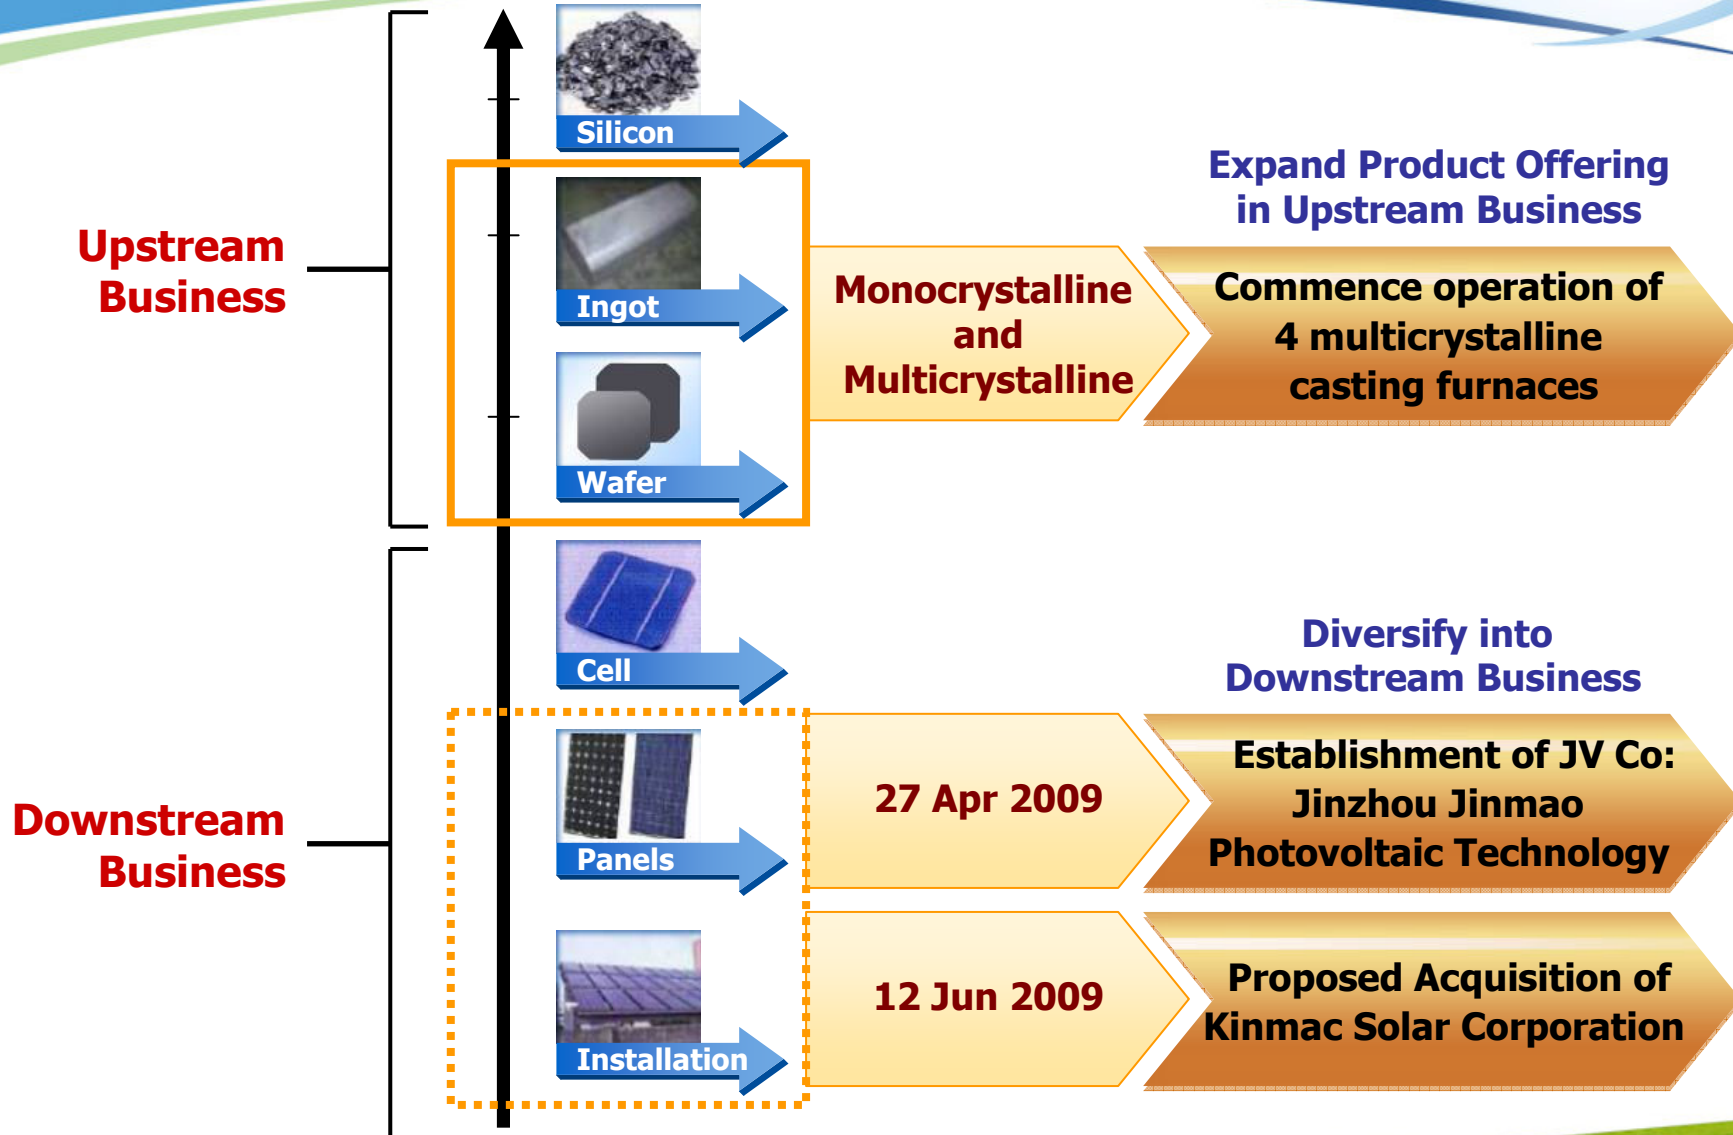 Upstream
Business
Silicon
Ingot
Wafer
Monocrystalline
and
Multicrystalline
Expand Product Offering
in Upstream Business
Commence operation of
4 multicrystalline
casting furnaces
Downstream
Business
Cell
Panels
Installation
27 Apr 2009
12 Jun 2009
Diversify into
Downstream Business
Establishment of JV Co:
Jinzhou Jinmao
Photovoltaic Technology
Proposed Acquisition of
Kinmac Solar Corporation